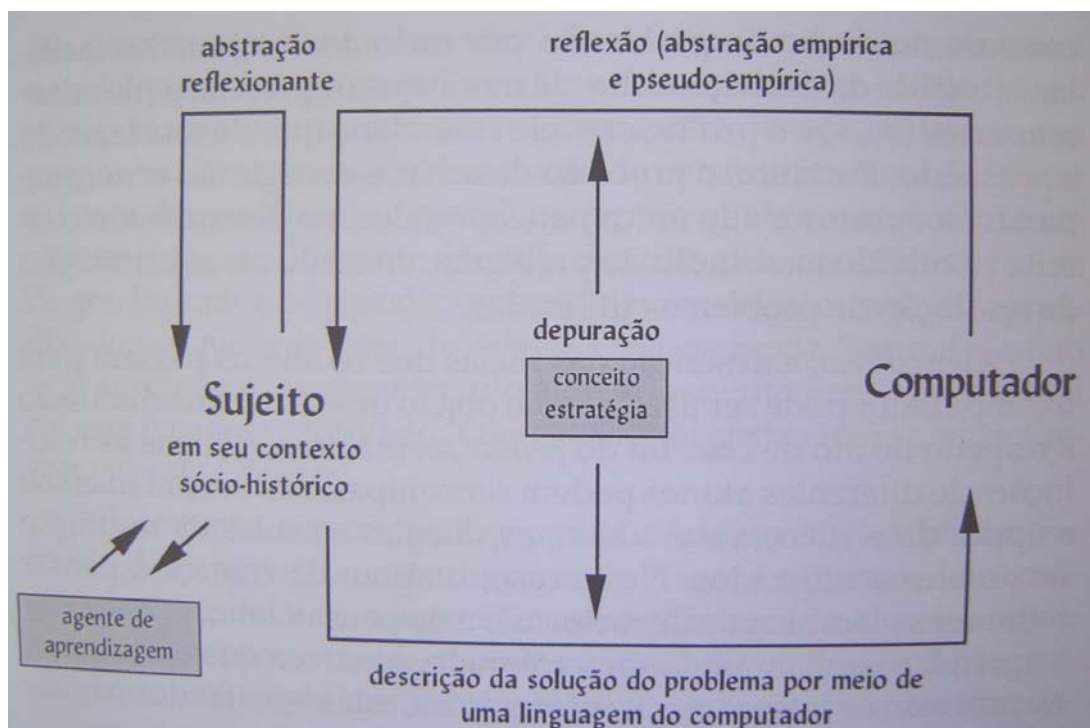 abstração
reflexionante
reflexão (abstração empírica
pseudo-empírica)
depuração
conceito
estratégia
Sujeito
em seu contexto
sócio-histórico
Computador
agente de
aprendizagem
descrição da solução do problema por meio de
uma linguagem do computador